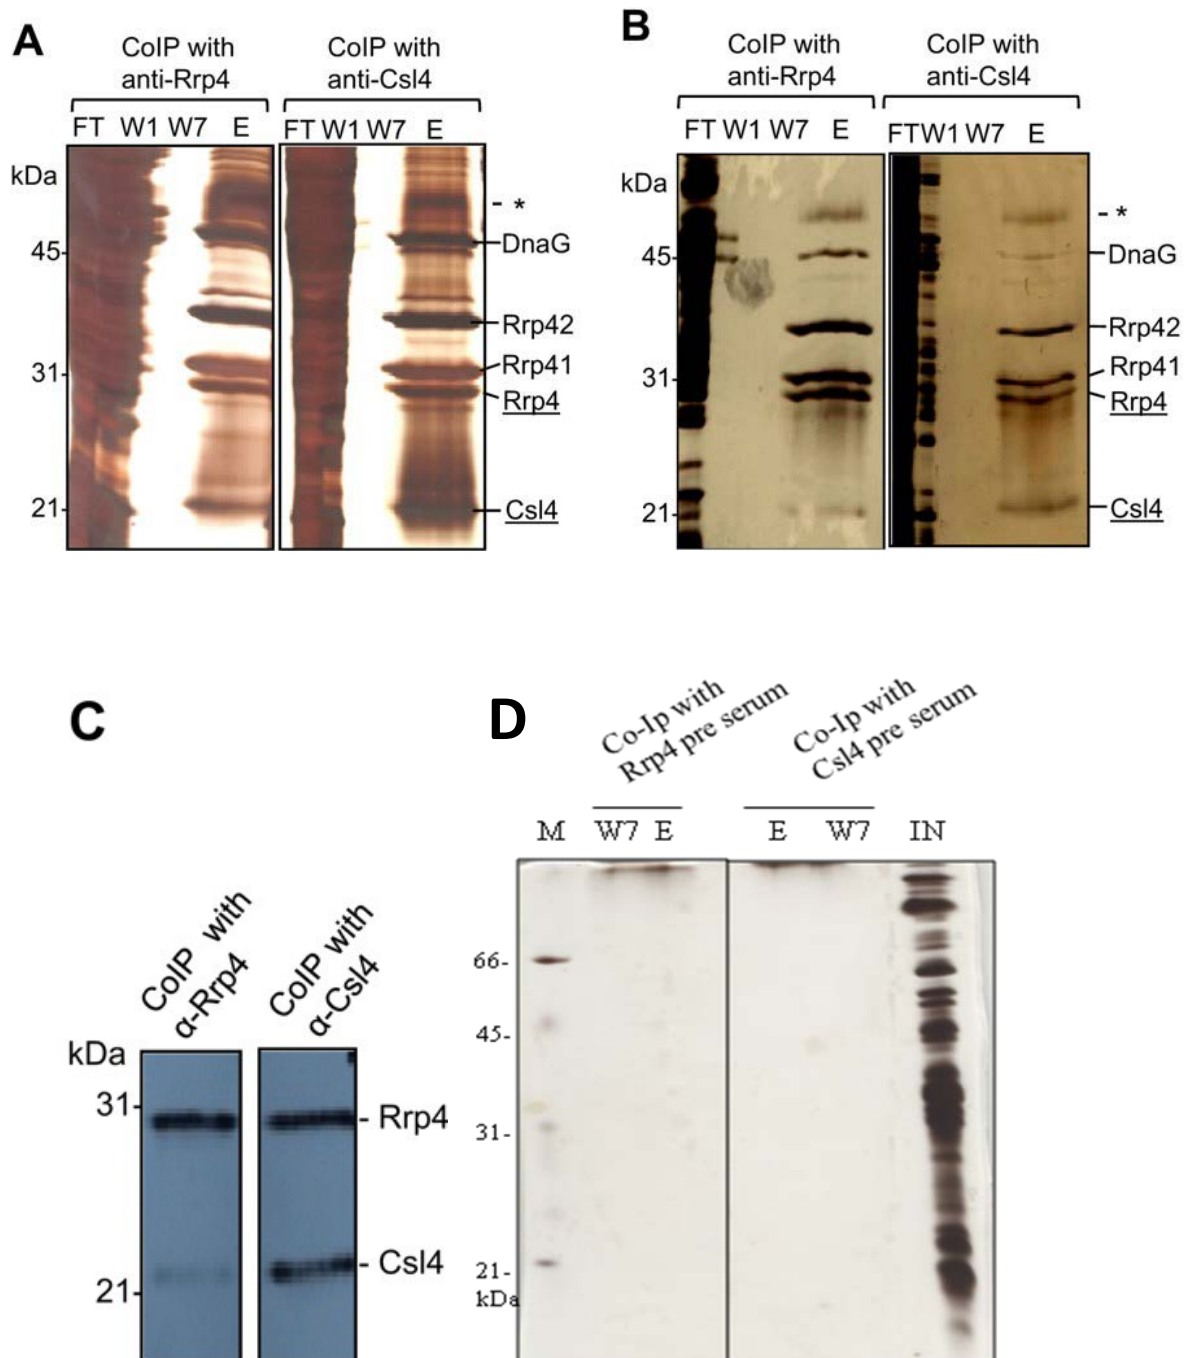 A
CoIP with
anti-Rrp4
CoIP with
anti-Csl4
FT W1 W7 E
FT W1 W7 E
kDa
45-
31-
21-
- *
DnaG
Rrp42
Rrp41
Rrp4
Csl4
B
CoIP with
anti-Rrp4
CoIP with
anti-Csl4
FT W1 W7 E
FT W1 W7 E
kDa
45-
31-
21-
- *
DnaG
Rrp42
Rrp41
Rrp4
Csl4
C
CoIP with
α-Rrp4
CoIP with
α-Csl4
kDa
31-
21-
- Rrp4
- Csl4
D
Co-Ip with
Rrp4 pre serum
Co-Ip with
Csl4 pre serum
M W7 E E W7 IN
66-
45-
31-
21-
kDa